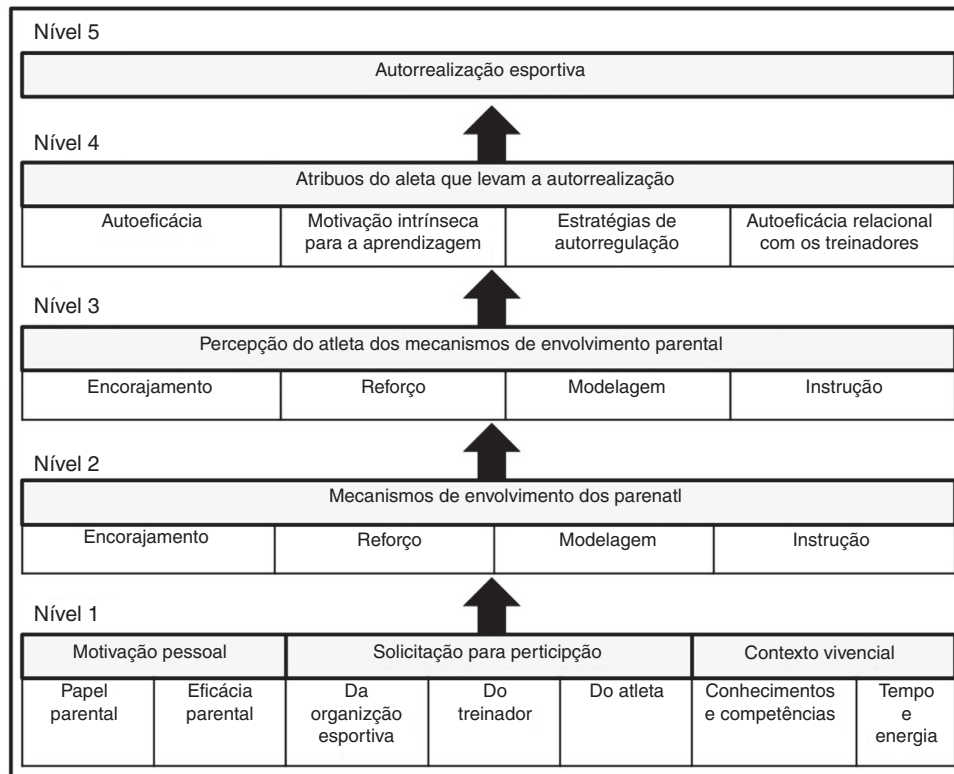 Nível 5
Autorrealização esportiva
Nível 4
Atribuos do aleta que levam a autorrealização
Autoeficácia
Motivação intrínseca
para a aprendizagem
Estratégias de
autorregulação
Autoeficácia relacional
com os treinadores
Nível 3
Percepção do atleta dos mecanismos de envolvimento parental
Encorajamento
Reforço
Modelagem
Instrução
Nível 2
Mecanismos de envolvimento dos parenatl
Encorajamento
Reforço
Modelagem
Instrução
Nível 1
Motivação pessoal
Solicitação para perticipção
Contexto vivencial
Papel
parental
Eficácia
parental
Da
organizção
esportiva
Do
treinador
Do atleta
Conhecimentos
e competências
Tempo
e
energia